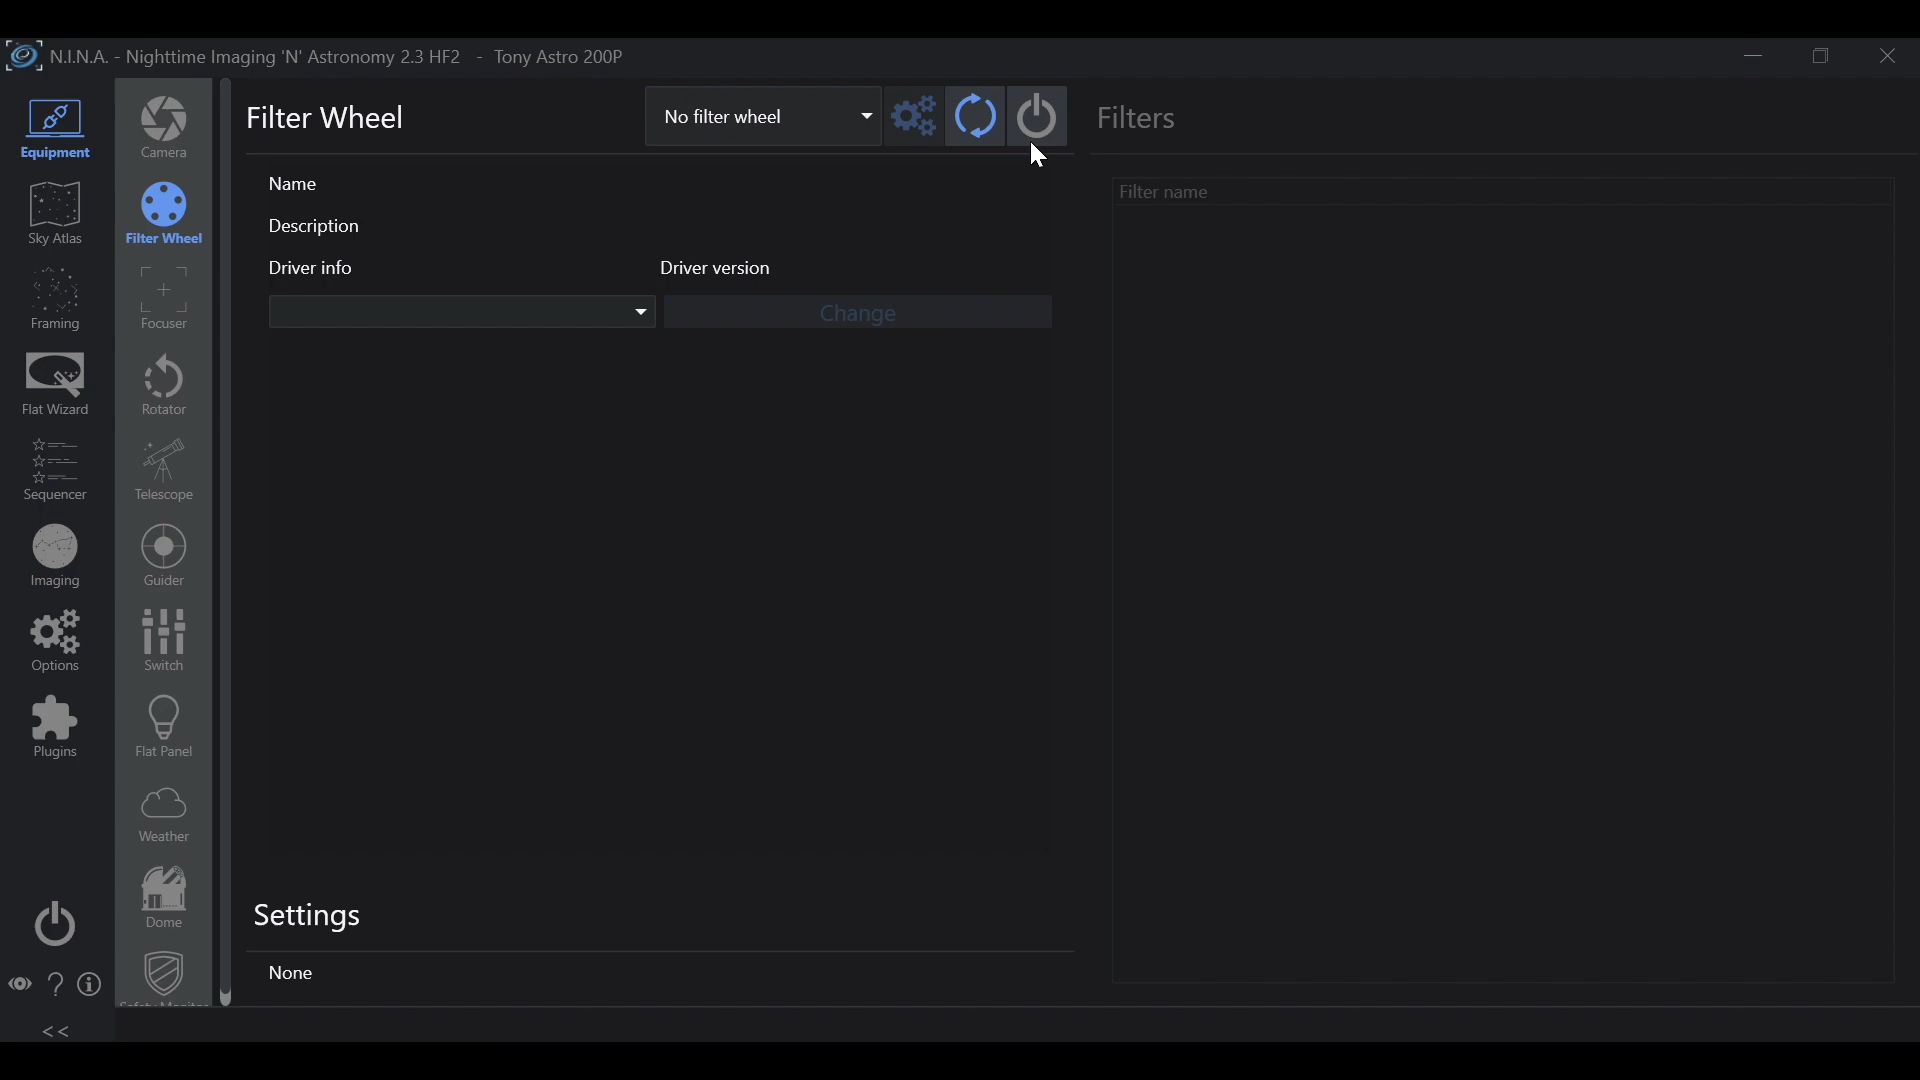 N.I.N.A. - Nighttime Imaging 'N' Astronomy 2.3 HF2 - Tony Astro 200P
Equipment
Sky Atlas
Framing
Flat Wizard
Sequencer
Imaging
Options
Plugins
<<
Camera
Filter Wheel
Focuser
Rotator
Telescope
Guider
Switch
Flat Panel
Weather
Dome
Safety Monitor
Filter Wheel
No filter wheel
Name
Description
Driver info
Driver version
Change
Settings
None
Filters
Filter name